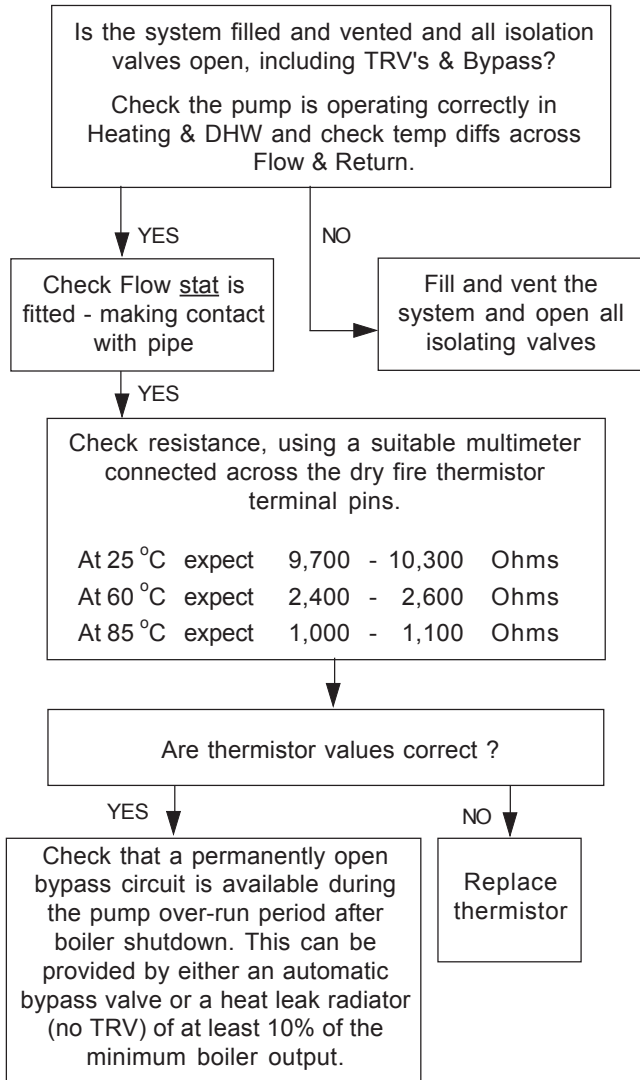 Is the system filled and vented and all isolation
valves open, including TRV's & Bypass?
Check the pump is operating correctly in
Heating & DHW and check temp diffs across
Flow & Return.
YES
NO
Check Flow stat is
fitted - making contact
with pipe
Fill and vent the
system and open all
isolating valves
YES
Check resistance, using a suitable multimeter
connected across the dry fire thermistor
terminal pins.
At 25 °C expect 9,700 - 10,300 Ohms
At 60 °C expect 2,400 - 2,600 Ohms
At 85 °C expect 1,000 - 1,100 Ohms
Are thermistor values correct ?
YES
NO
Check that a permanently open
bypass circuit is available during
the pump over-run period after
boiler shutdown. This can be
provided by either an automatic
bypass valve or a heat leak radiator
(no TRV) of at least 10% of the
minimum boiler output.
Replace
thermistor